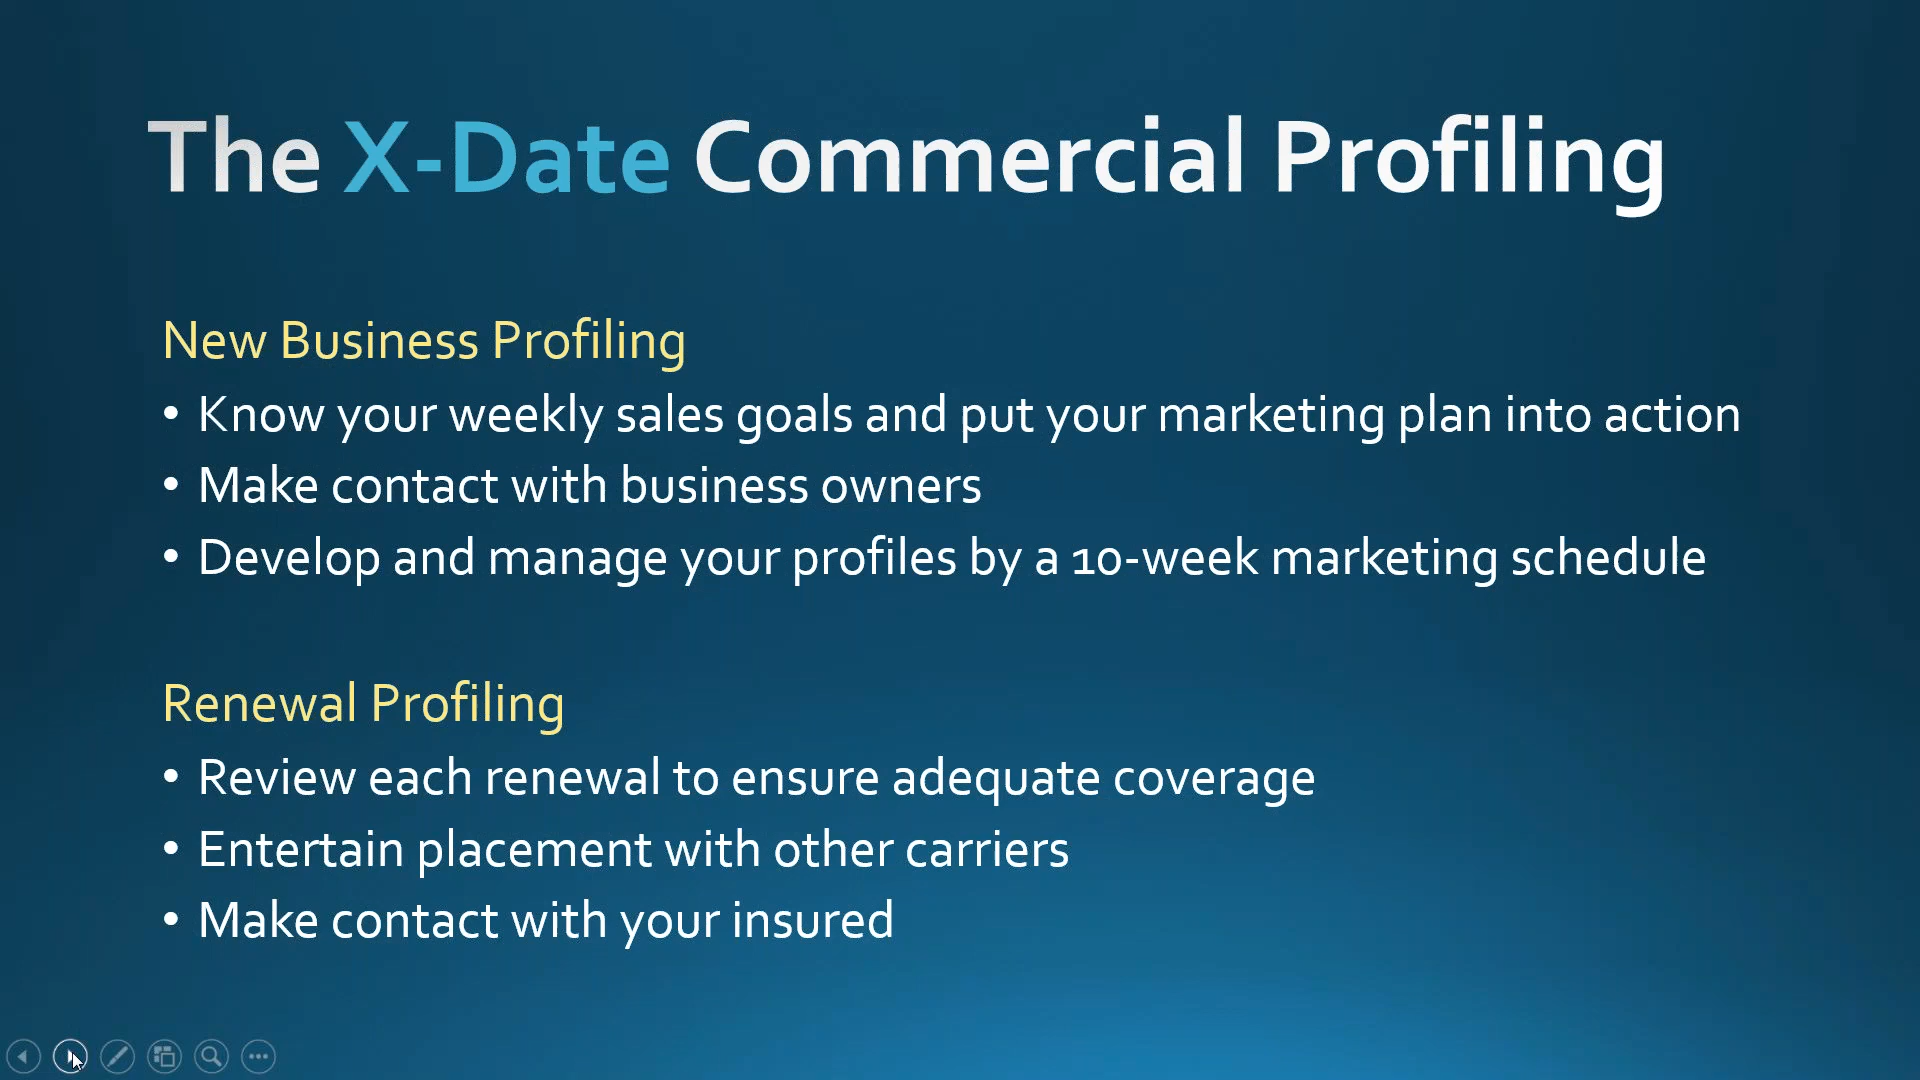 The X-Date Commercial Profiling
New Business Profiling
• Know your weekly sales goals and put your marketing plan into action
• Make contact with business owners
• Develop and manage your profiles by a 10-week marketing schedule
Renewal Profiling
• Review each renewal to ensure adequate coverage
• Entertain placement with other carriers
• Make contact with your insured